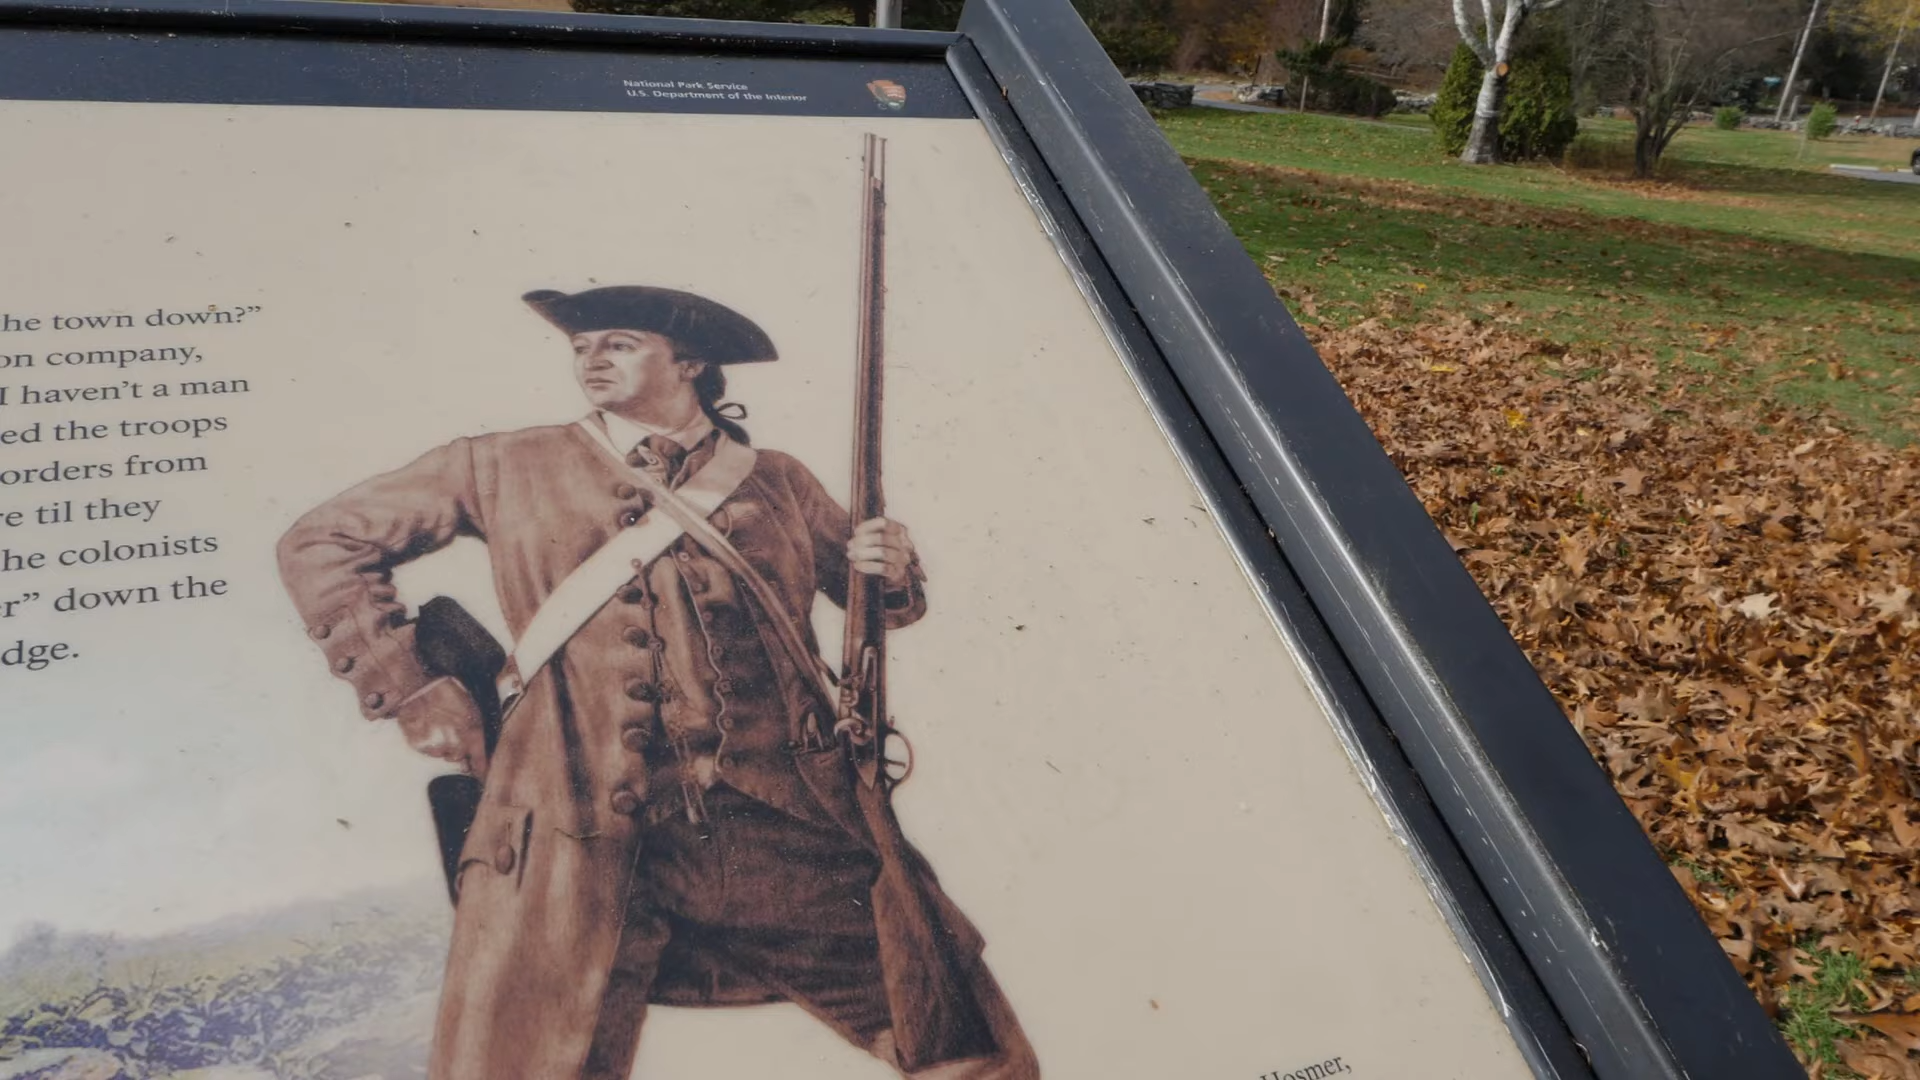 National Park Service
U.S. Department of the Interior
he town down?”
on company,
I haven’t a man
ed the troops
orders from
re til they
he colonists
r” down the
dge.
Hosmer,